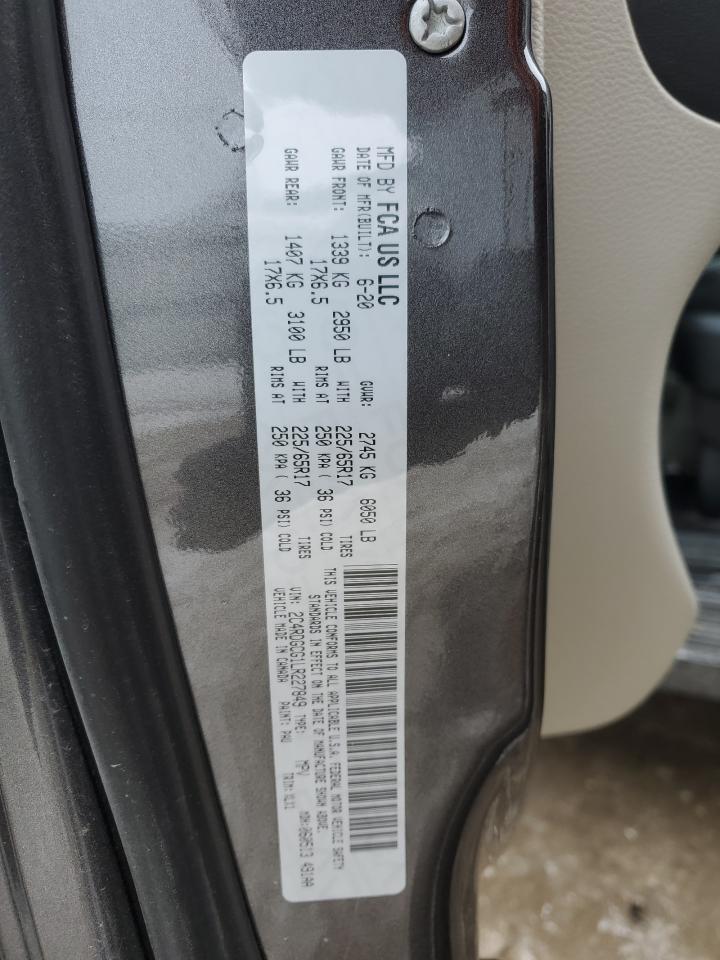 MFD BY FCA US LLC
DATE OF MFR(BUILT): 6-20 GVWR: 2745 KG 6050 LB
GAWR FRONT: 1339 KG 2950 LB WITH 225/65R17 TIRES
17X6.5 RIMS AT 250 KPA ( 36 PSI) COLD
GAWR REAR: 1407 KG 3100 LB WITH 225/65R17 TIRES
17X6.5 RIMS AT 250 KPA ( 36 PSI) COLD
THIS VEHICLE CONFORMS TO ALL APPLICABLE U.S.A. FEDERAL MOTOR VEHICLE SAFETY
STANDARDS IN EFFECT ON THE DATE OF MANUFACTURE SHOWN ABOVE.
VIN: 2C4RDGCG1LR227849 TYPE: MPV
VEHICLE MADE IN CANADA PAINT: PAU TRIM: XLX1